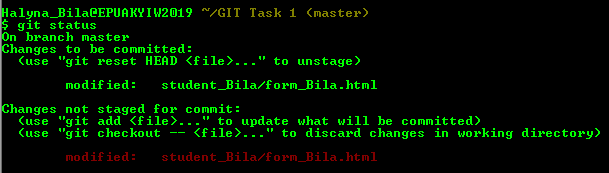 Halyna_Bila@EPUAKYIW2019 ~/GIT Task 1 (master)
$ git status
On branch master
Changes to be committed:
  (use "git reset HEAD <file>..." to unstage)

        modified:   student_Bila/form_Bila.html

Changes not staged for commit:
  (use "git add <file>..." to update what will be committed)
  (use "git checkout -- <file>..." to discard changes in working directory)

        modified:   student_Bila/form_Bila.html